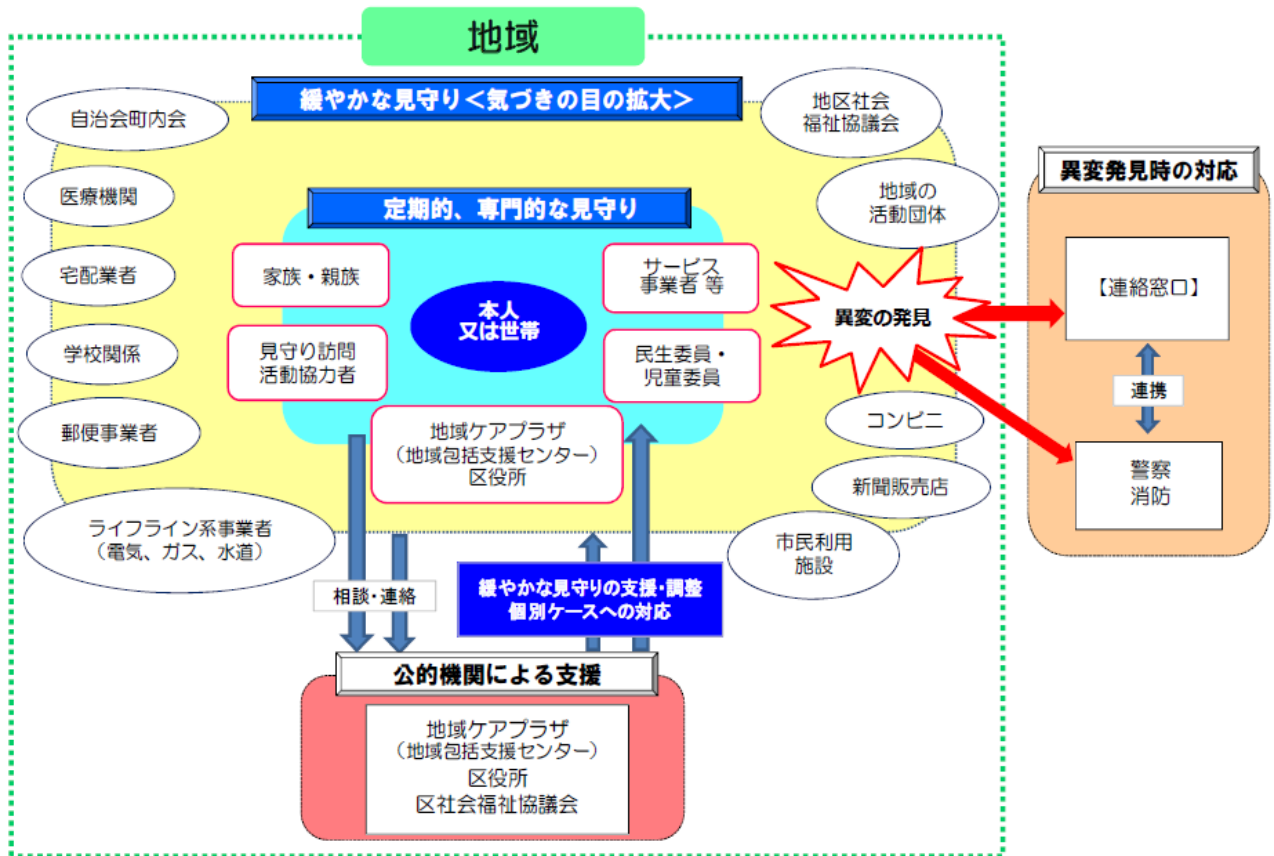 地域
緩やかな見守り<気づきの目の拡大>
自治会町内会
地区社会
福祉協議会
医療機関
地域の
活動団体
宅配業者
学校関係
郵便事業者
ライフライン系事業者
(電気、ガス、水道)
コンビニ
新聞販売店
市民利用
施設
定期的、専門的な見守り
家族・親族
サービス
事業者 等
本人
又は世帯
見守り訪問
活動協力者
民生委員・
児童委員
地域ケアプラザ
(地域包括支援センター)
区役所
異変の発見
異変発見時の対応
【連絡窓口】
連携
警察
消防
相談・連絡
緩やかな見守りの支援・調整
個別ケースへの対応
公的機関による支援
地域ケアプラザ
(地域包括支援センター)
区役所
区社会福祉協議会